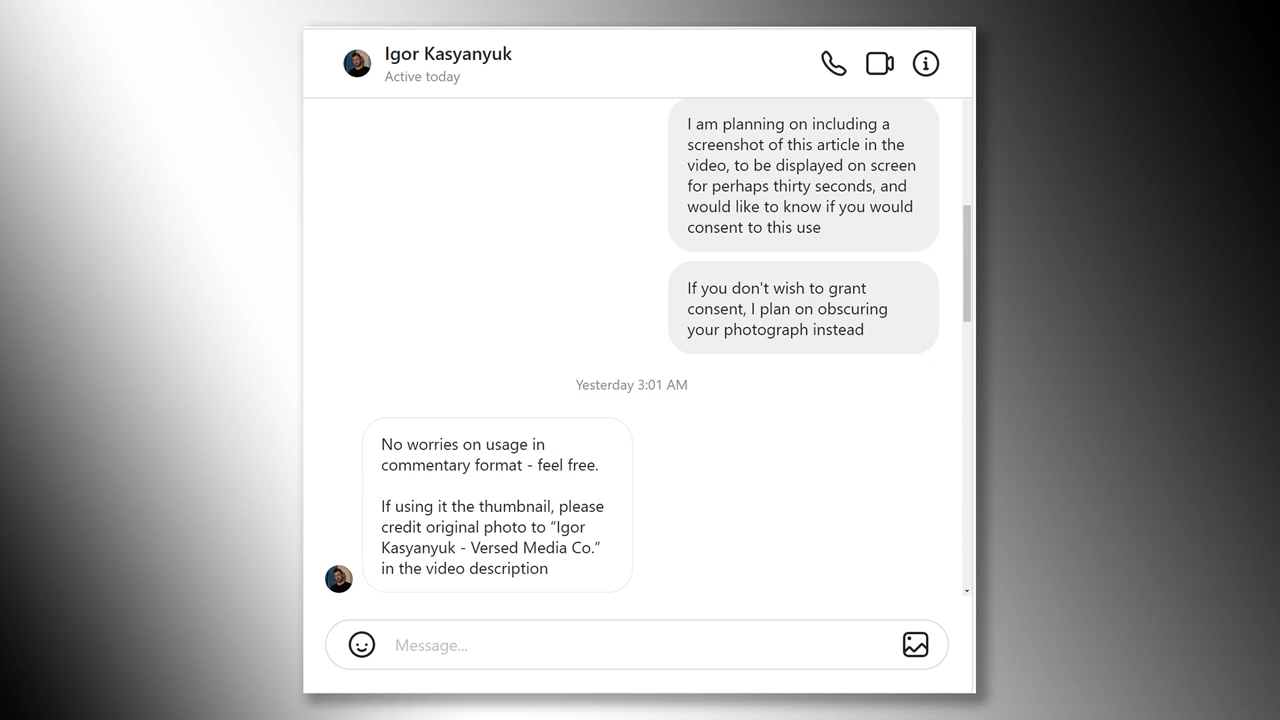 Igor Kasyanyuk
Active today
I am planning on including a
screenshot of this article in the
video, to be displayed on screen
for perhaps thirty seconds, and
would like to know if you would
consent to this use
If you don't wish to grant
consent, I plan on obscuring
your photograph instead
Yesterday 3:01 AM
No worries on usage in
commentary format - feel free.
If using it the thumbnail, please
credit original photo to “Igor
Kasyanyuk - Versed Media Co.”
in the video description
Message...